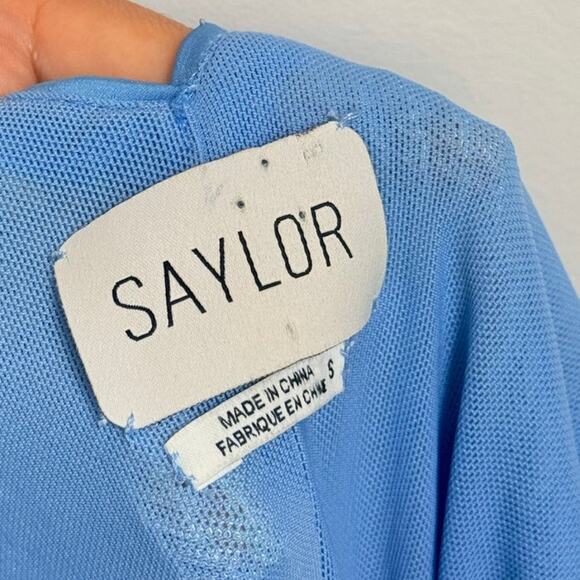 SAYLOR
S
MADE IN CHINA
FABRIQUE EN CHINE